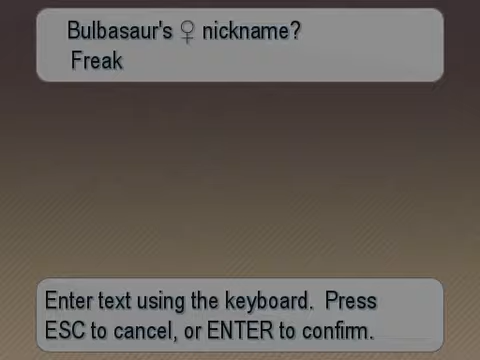 Bulbasaur's ♀ nickname?
Freak
Enter text using the keyboard. Press
ESC to cancel, or ENTER to confirm.